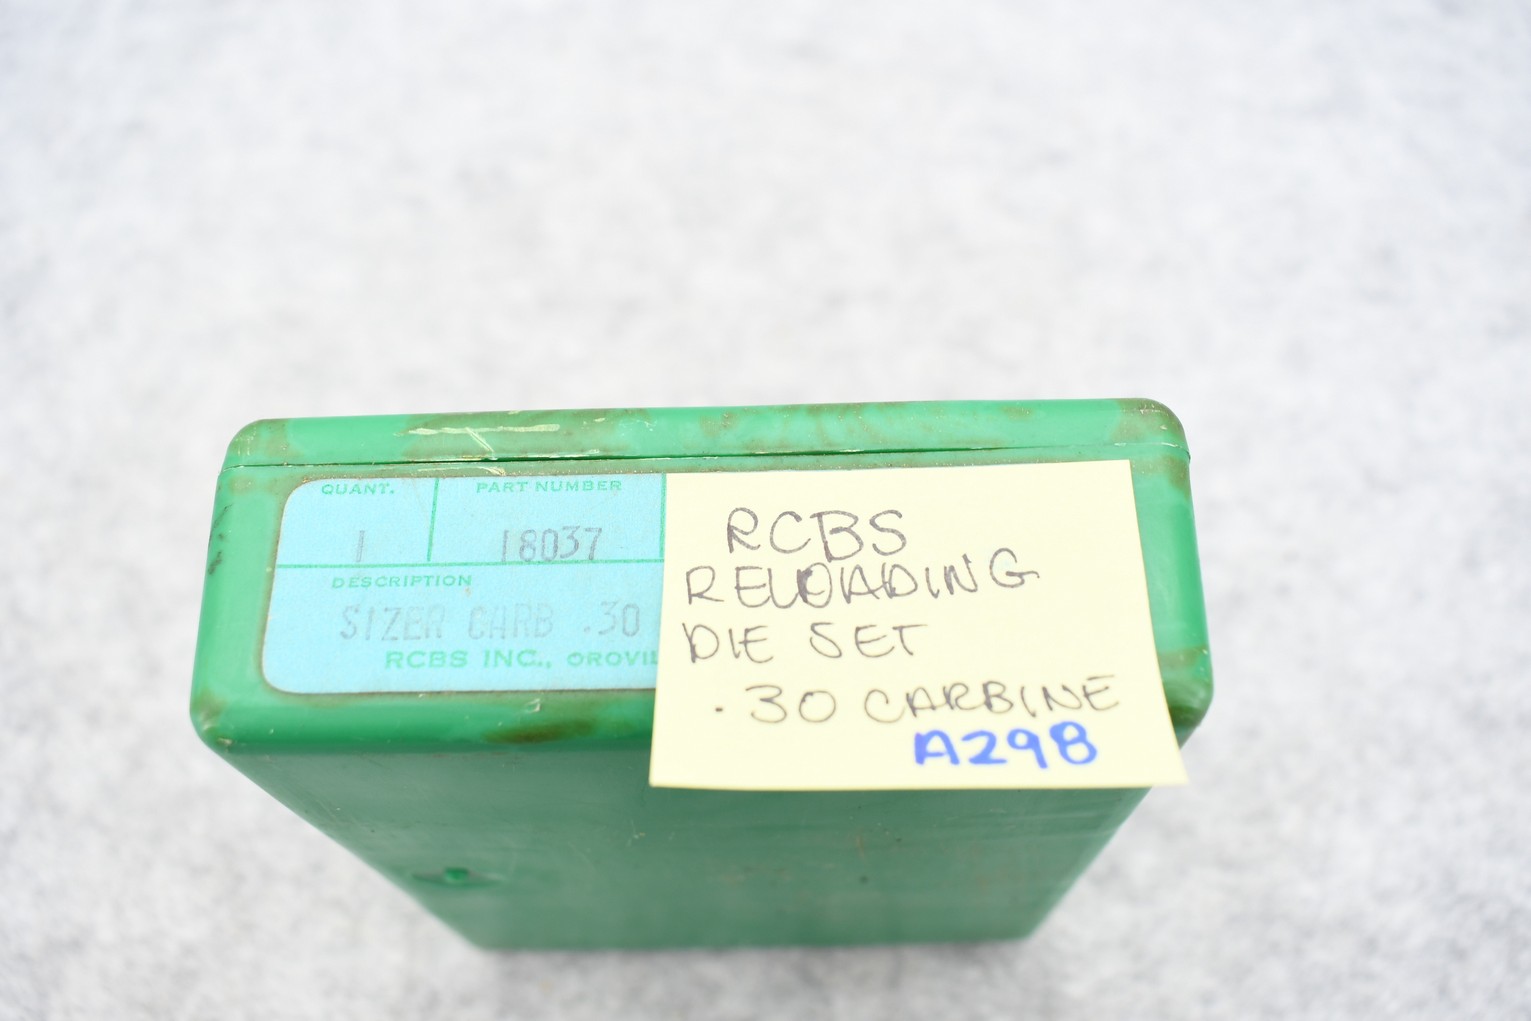 QUANT. PART NUMBER
1 18037
DESCRIPTION
SIZER CARB .30
RCBS INC., OROVIL
RCBS
RELOADING
DIE SET
.30 CARBINE
A298